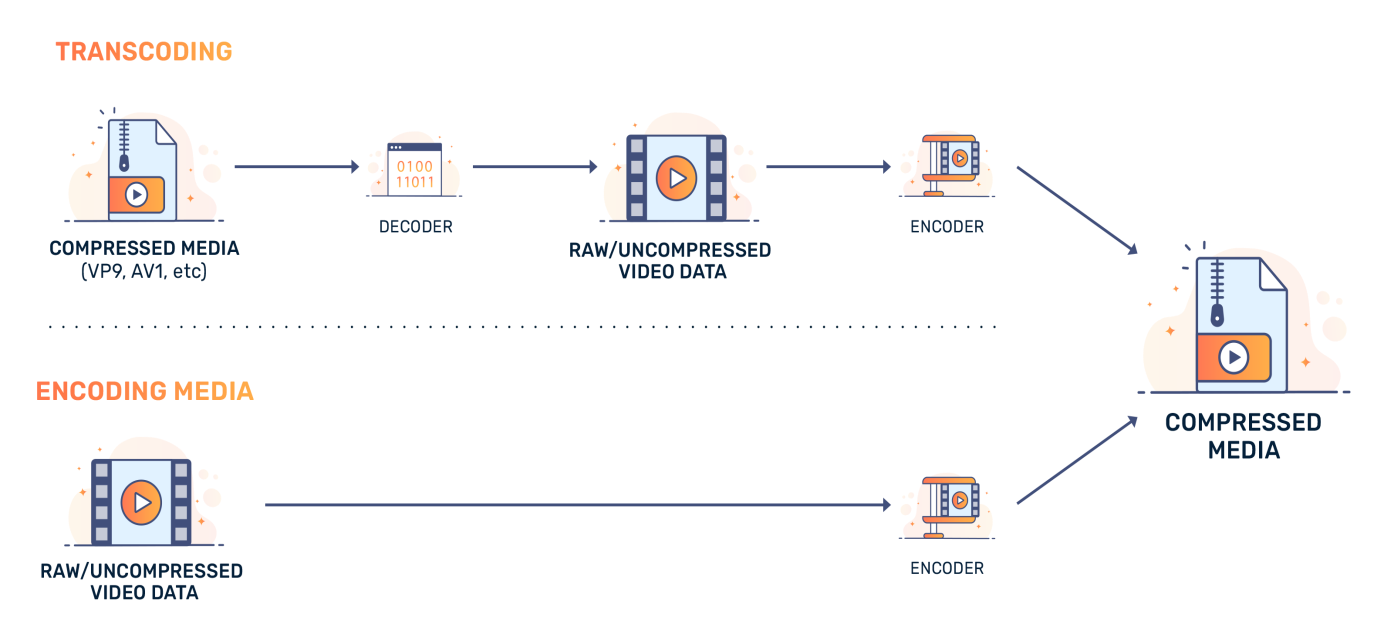 TRANSCODING
0100
11011
COMPRESSED MEDIA
(VP9, AV1, etc)
DECODER
RAW/UNCOMPRESSED
VIDEO DATA
ENCODER
COMPRESSED
MEDIA
ENCODING MEDIA
RAW/UNCOMPRESSED
VIDEO DATA
ENCODER